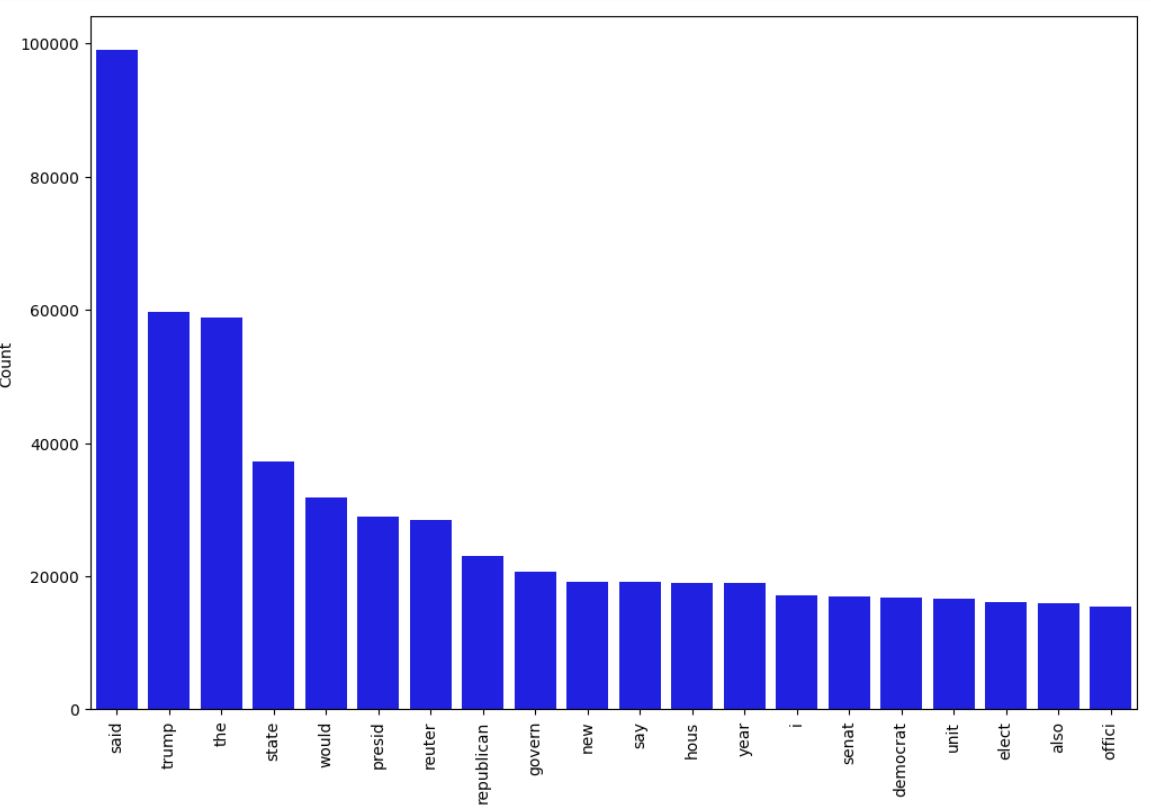 100000
80000
60000
40000
20000
0
Count
said
trump
the
state
would
presid
reuter
republican
govern
new
say
hous
year
i
senat
democrat
unit
elect
also
offici